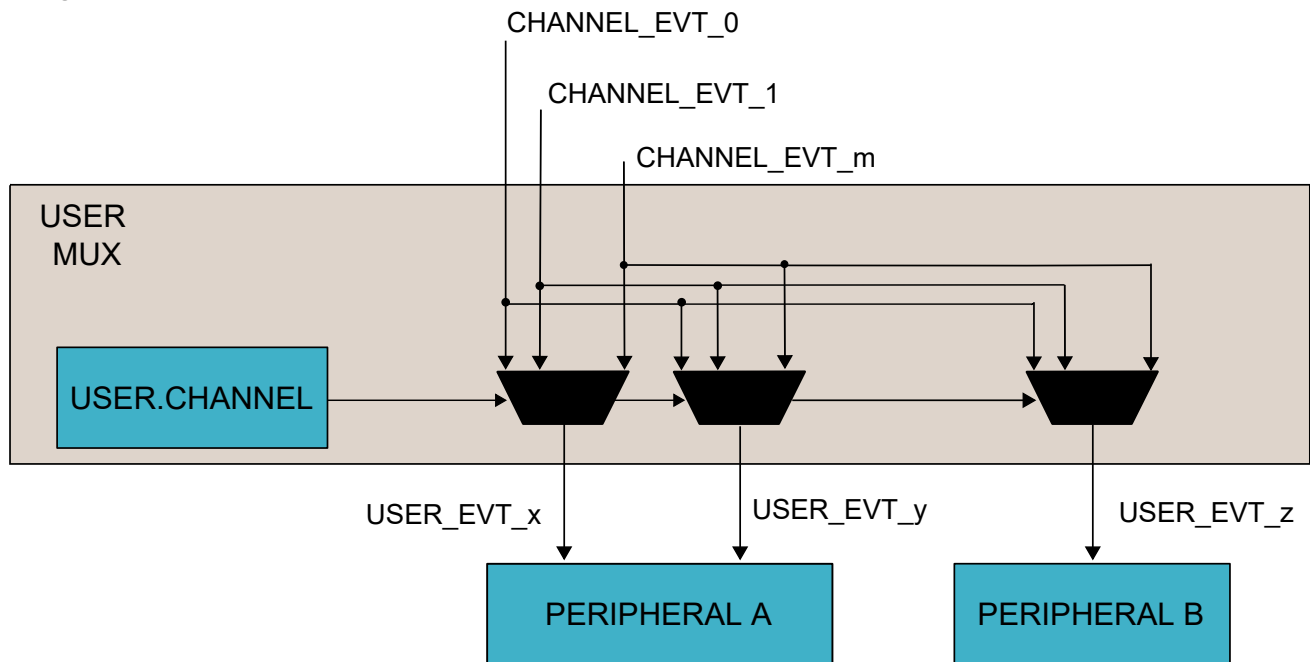 CHANNEL_EVT_0
CHANNEL_EVT_1
CHANNEL_EVT_m
USER
MUX
USER.CHANNEL
USER_EVT_x
USER_EVT_y
USER_EVT_z
PERIPHERAL A
PERIPHERAL B